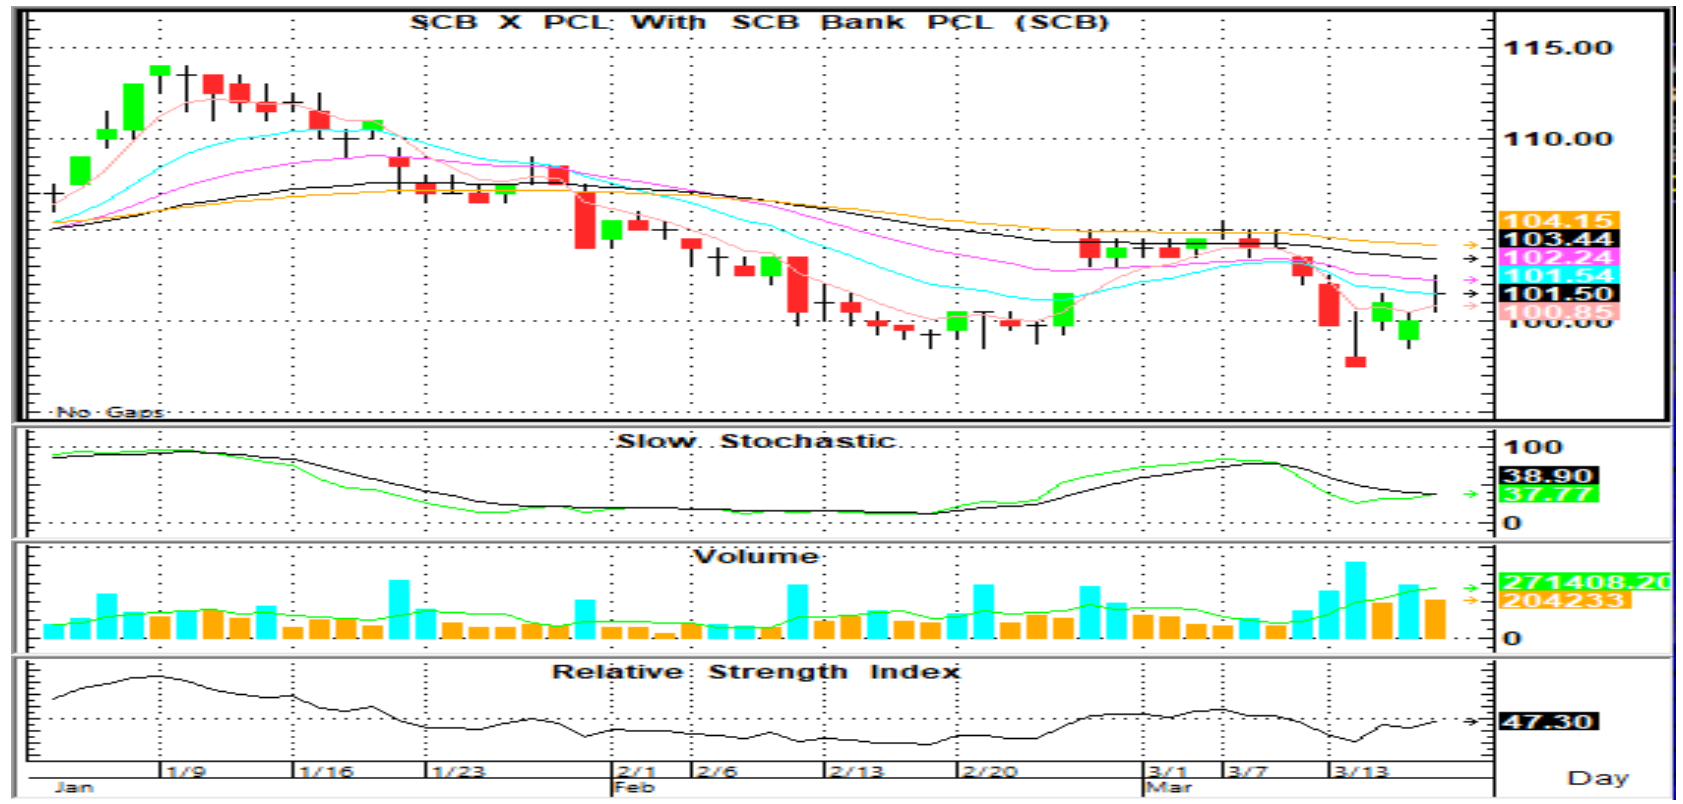 SCB X PCL With SCB Bank PCL (SCB)
115.00
110.00
104.15
103.44
102.24
101.54
101.50
100.85
100.00
No Gaps
Slow Stochastic
100
38.90
37.77
0
Volume
271408.20
204233
0
Relative Strength Index
47.30
1/9 1/16 1/23 2/1 2/6 2/13 2/20 3/1 3/7 3/13
Jan Feb Mar
Day